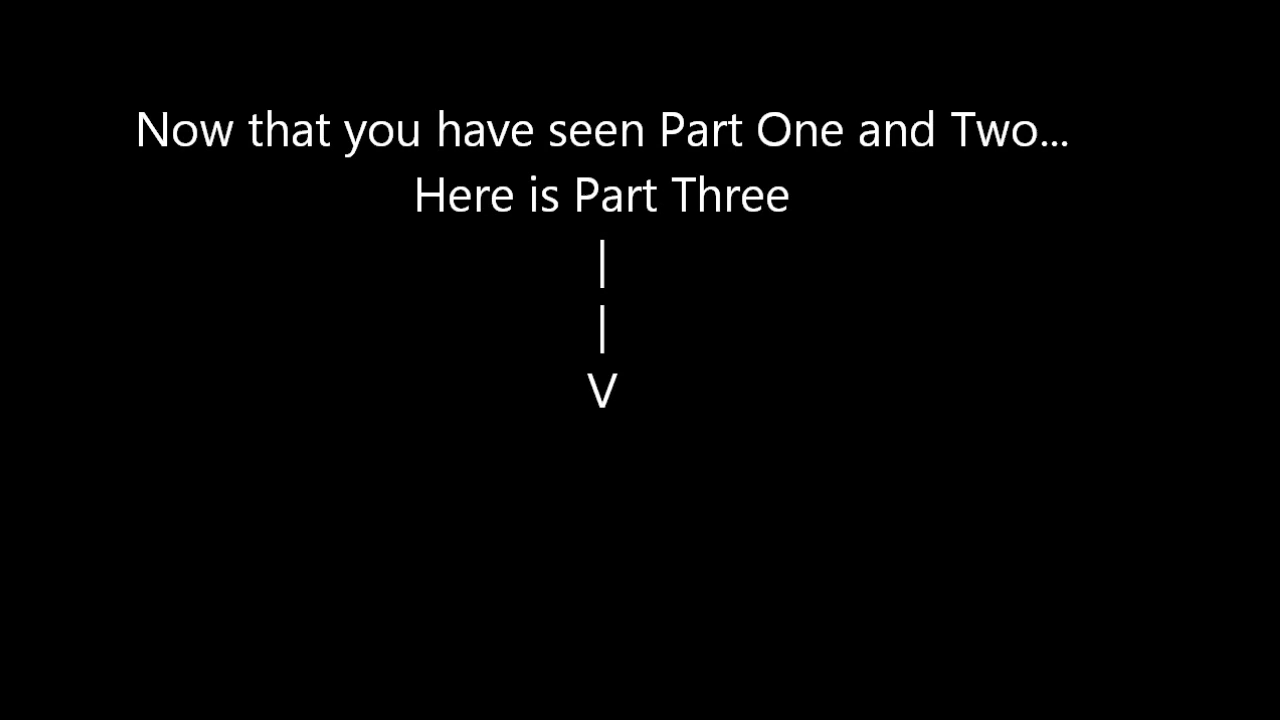 Now that you have seen Part One and Two...
Here is Part Three
|
|
V